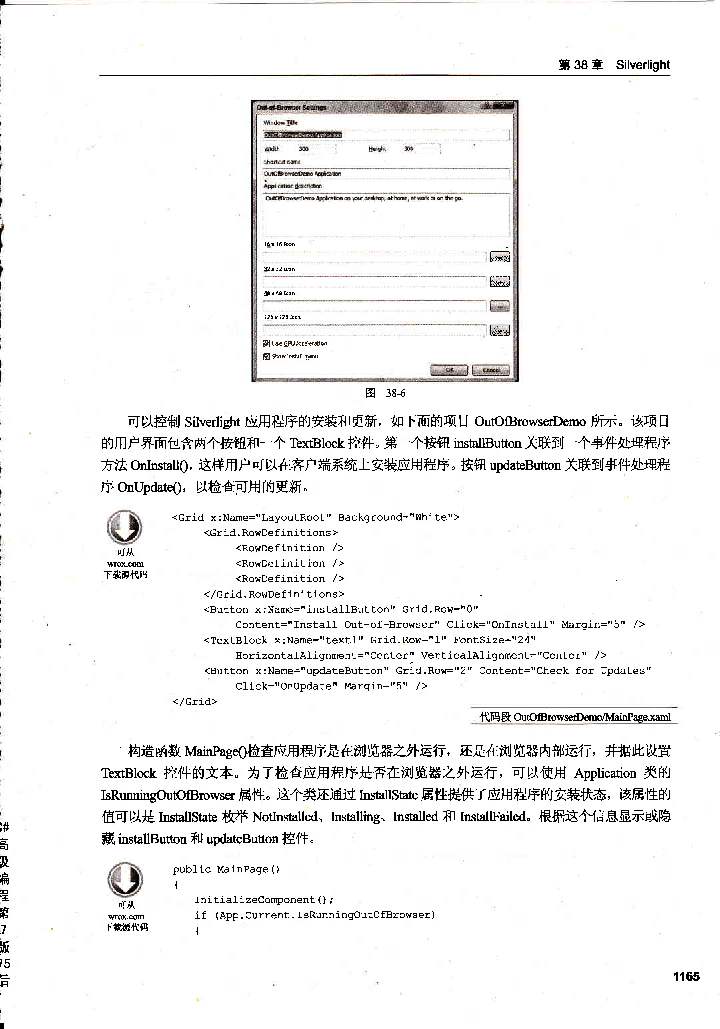 第 38 章 Silverlight
Out-of-Browser Settings
Window Title
OutOfBrowserDemo Application
Width 300 Height 300
Shortcut name
OutOfBrowserDemo Application
Application description
OutOfBrowserDemo Application on your desktop, at home, at work or on the go.
16 x 16 Icon
32 x 32 Icon
48 x 48 Icon
128 x 128 Icon
Use GPU Acceleration
Show install menu
OK Cancel
图 38-6
可以控制 Silverlight 应用程序的安装和更新，如下面的项目 OutOfBrowserDemo 所示。该项目
的用户界面包含两个按钮和一个 TextBlock 控件。第一个按钮 installButton 关联到一个事件处理程序
方法 OnInstall()，这样用户可以在客户端系统上安装应用程序。按钮 updateButton 关联到事件处理程
序 OnUpdate()，以检查可用的更新。
可从
wrox.com
下载源代码
<Grid x:Name="LayoutRoot" Background="White">
<Grid.RowDefinitions>
<RowDefinition />
<RowDefinition />
<RowDefinition />
</Grid.RowDefinitions>
<Button x:Name="installButton" Grid.Row="0"
Content="Install Out-of-Browser" Click="OnInstall" Margin="5" />
<TextBlock x:Name="text1" Grid.Row="1" FontSize="24"
HorizontalAlignment="Center" VerticalAlignment="Center" />
<Button x:Name="updateButton" Grid.Row="2" Content="Check for Updates"
Click="OnUpdate" Margin="5" />
</Grid>
代码段 OutOfBrowserDemo/MainPage.xaml
构造函数 MainPage()检查应用程序是在浏览器之外运行，还是在浏览器内部运行，并据此设置
TextBlock 控件的文本。为了检查应用程序是否在浏览器之外运行，可以使用 Application 类的
IsRunningOutOfBrowser 属性。这个类还通过 InstallState 属性提供了应用程序的安装状态，该属性的
值可以是 InstallState 枚举 NotInstalled、Installing、Installed 和 InstallFailed。根据这个信息显示或隐
藏 installButton 和 updateButton 控件。
可从
wrox.com
下载源代码
public MainPage()
{
InitializeComponent();
if (App.Current.IsRunningOutOfBrowser)
{
1165